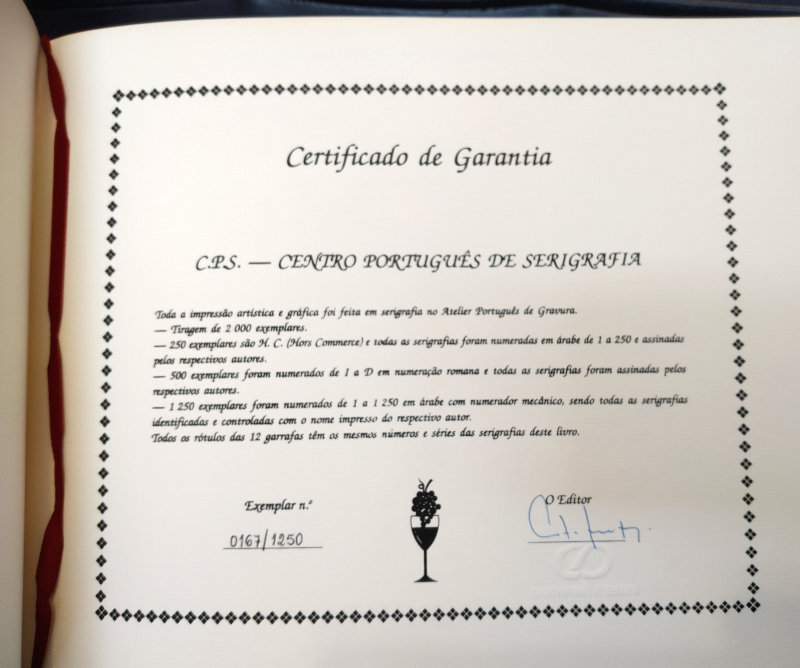 Certificado de Garantia
C.P.S. — CENTRO PORTUGUÊS DE SERIGRAFIA
Toda a impressão artística e gráfica foi feita em serigrafia no Atelier Português de Gravura.
— Tiragem de 2 000 exemplares.
— 250 exemplares são H. C. (Hors Commerce) e todas as serigrafias foram numeradas em árabe de 1 a 250 e assinadas
pelos respectivos autores.
— 500 exemplares foram numerados de I a D em numeração romana e todas as serigrafias foram assinadas pelos
respectivos autores.
— 1 250 exemplares foram numerados de 1 a 1 250 em árabe com numerador mecânico, sendo todas as serigrafias
identificadas e controladas com o nome impresso do respectivo autor.
Todos os rótulos das 12 garrafas têm os mesmos números e séries das serigrafias deste livro.
Exemplar n.º
0167/1250
O Editor